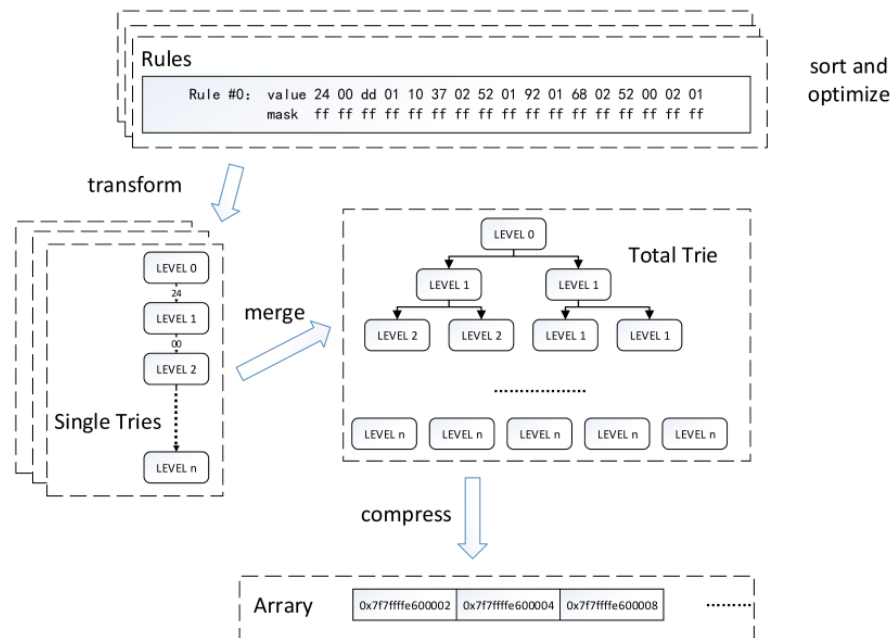 Rules
Rule #0: value 24 00 dd 01 10 37 02 52 01 92 01 68 02 52 00 02 01
mask ff ff ff ff ff ff ff ff ff ff ff ff ff ff ff ff ff
sort and
optimize
transform
LEVEL 0
24
LEVEL 1
00
LEVEL 2
Single Tries
LEVEL n
merge
LEVEL 0
Total Trie
LEVEL 1 LEVEL 1
LEVEL 2 LEVEL 2 LEVEL 1 LEVEL 1
LEVEL n LEVEL n LEVEL n LEVEL n LEVEL n
compress
Arrary 0x7f7ffffe600002 0x7f7ffffe600004 0x7f7ffffe600008